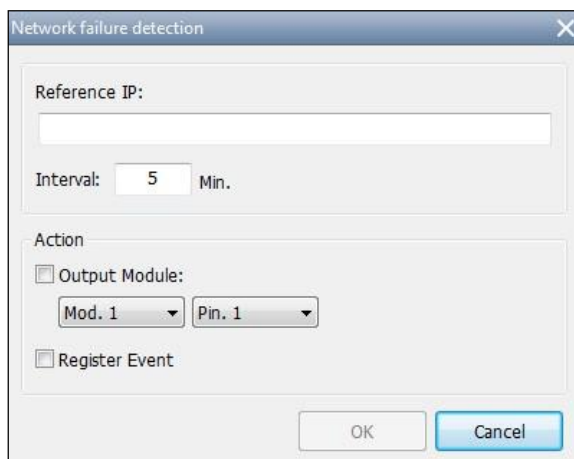 Network failure detection
Reference IP:
Interval: 5 Min.
Action
Output Module:
Mod. 1 Pin. 1
Register Event
OK Cancel